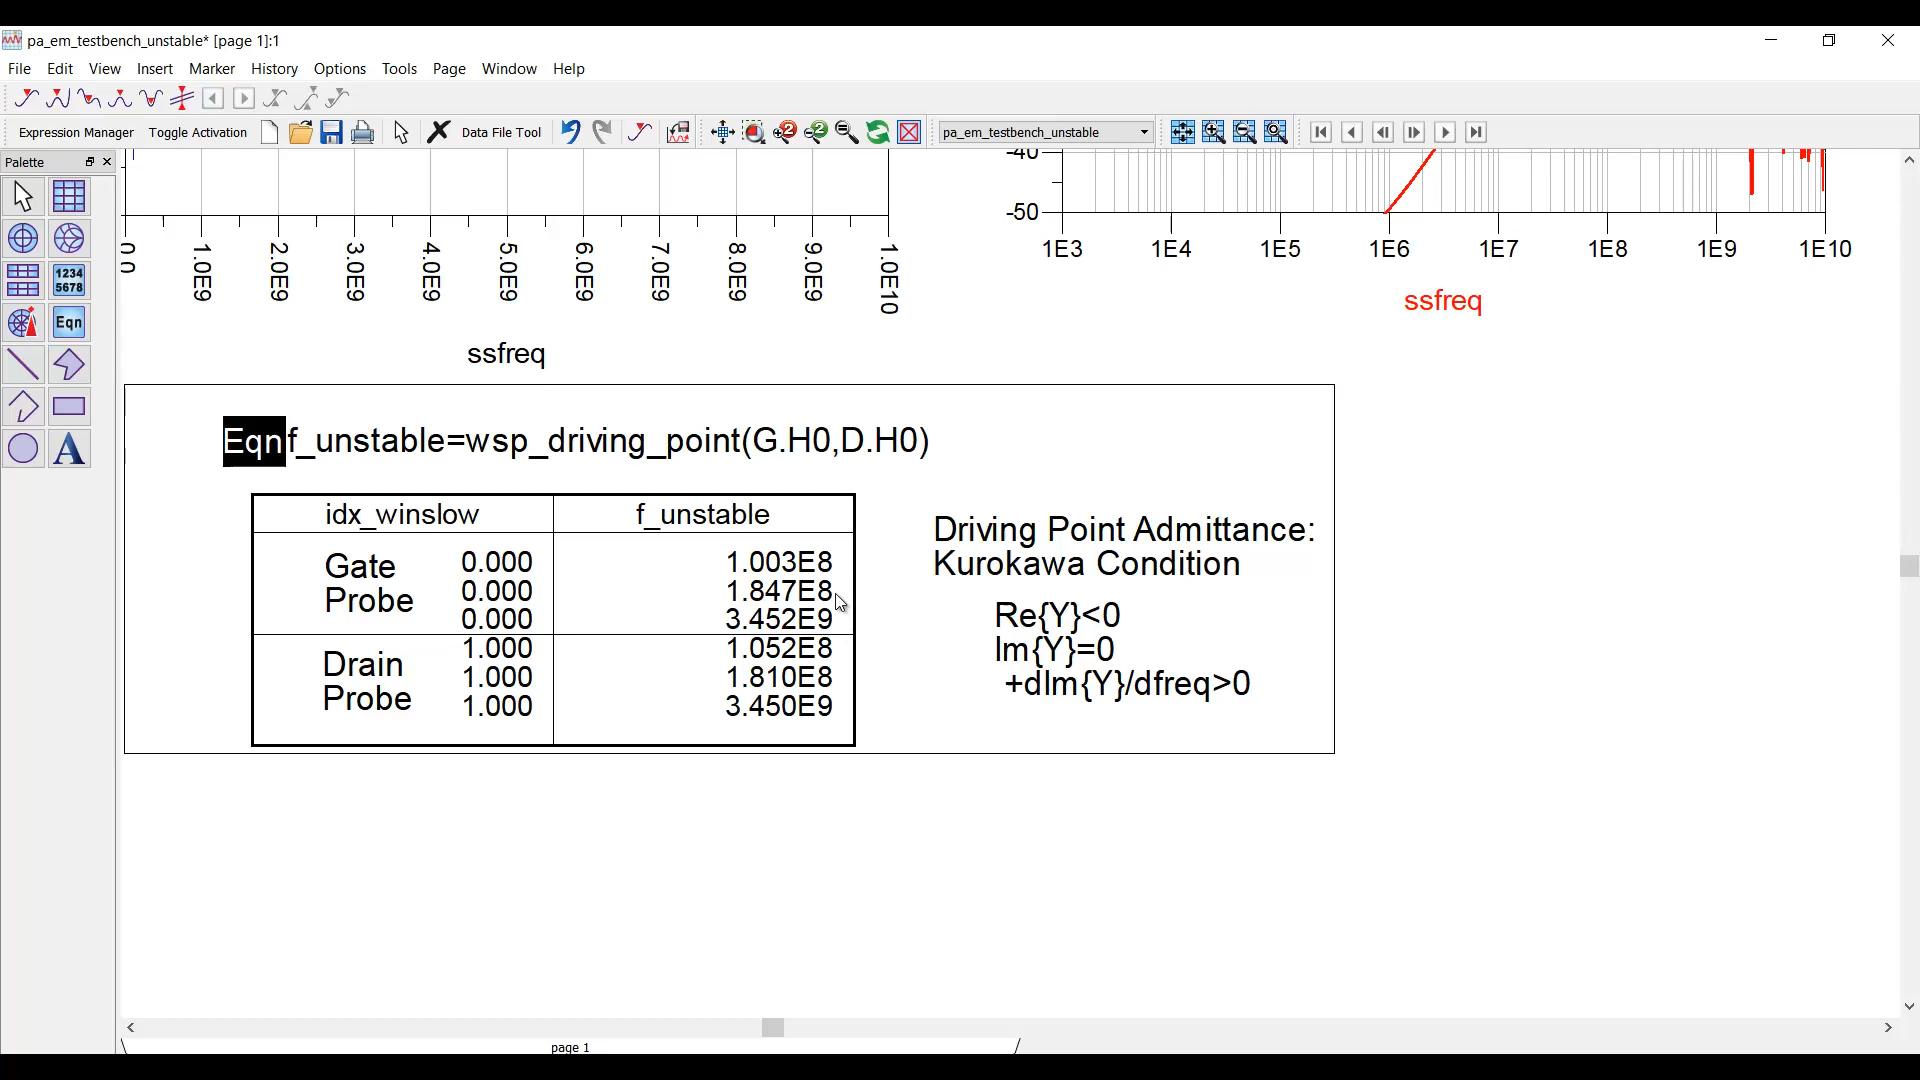 pa_em_testbench_unstable* [page 1]:1
File Edit View Insert Marker History Options Tools Page Window Help
Expression Manager Toggle Activation Data File Tool pa_em_testbench_unstable
Palette
1234
5678
Eqn
0.0 1.0E9 2.0E9 3.0E9 4.0E9 5.0E9 6.0E9 7.0E9 8.0E9 9.0E9 1.0E10
ssfreq
-40
-50
1E3 1E4 1E5 1E6 1E7 1E8 1E9 1E10
ssfreq
Eqn f_unstable=wsp_driving_point(G.H0,D.H0)
idx_winslow f_unstable
Gate Probe
0.000 1.003E8
0.000 1.847E8
0.000 3.452E9
Drain Probe
1.000 1.052E8
1.000 1.810E8
1.000 3.450E9
Driving Point Admittance:
Kurokawa Condition
Re{Y}<0
Im{Y}=0
+dIm{Y}/dfreq>0
page 1